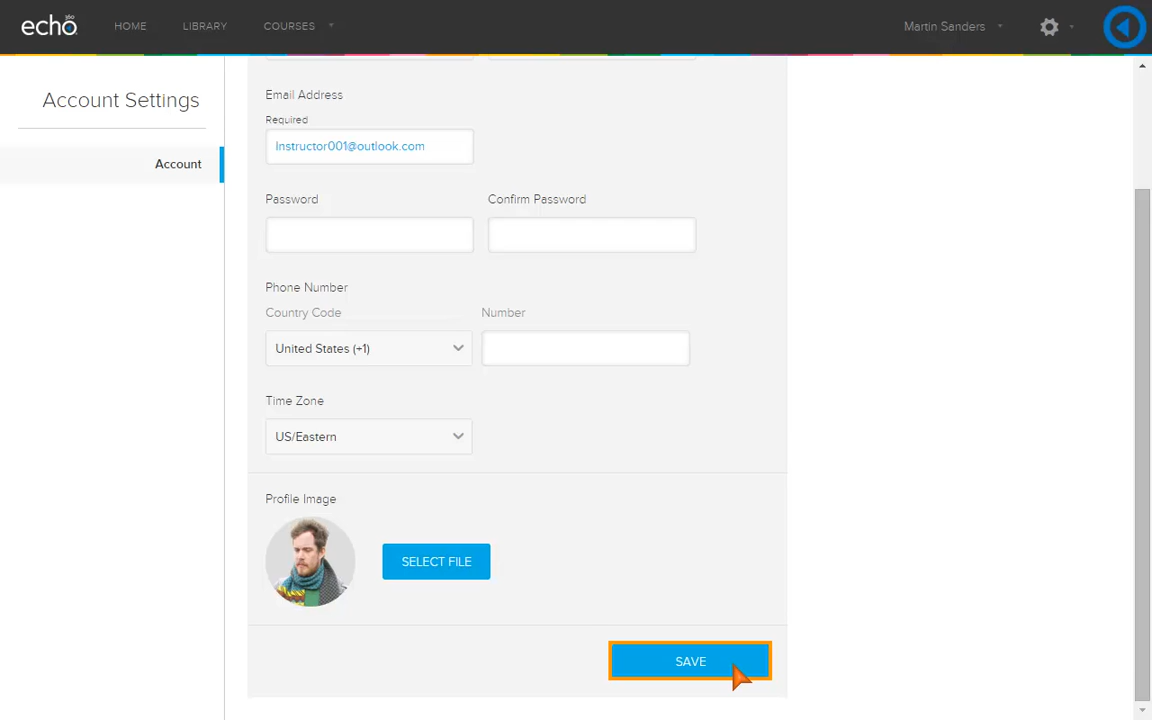 echo360
HOME
LIBRARY
COURSES
Martin Sanders
Account Settings
Account
Email Address
Required
Instructor001@outlook.com
Password
Confirm Password
Phone Number
Country Code
Number
United States (+1)
Time Zone
US/Eastern
Profile Image
SELECT FILE
SAVE